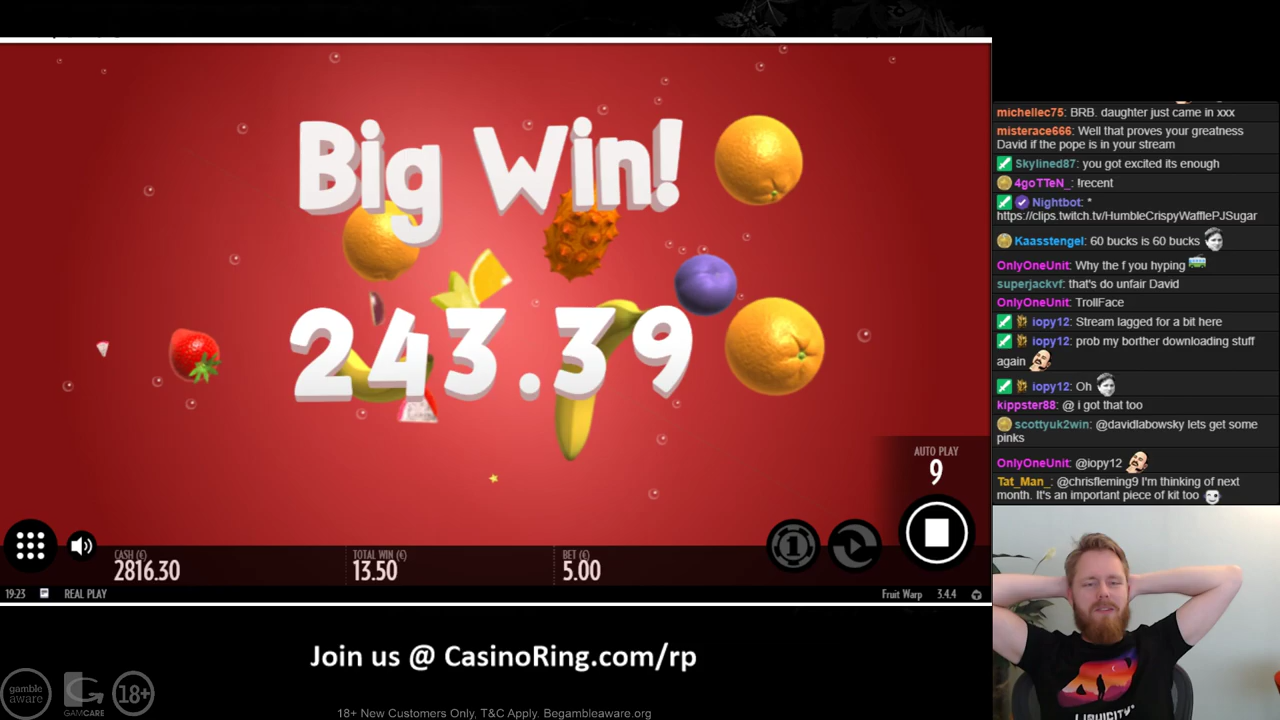 Big Win!
243.39
AUTO PLAY
9
CASH (€)
2816.30
TOTAL WIN (€)
13.50
BET (€)
5.00
1
19:23
REAL PLAY
Fruit Warp
3.4.4
Join us @ CasinoRing.com/rp
gamble
aware
GAMCARE
18+
18+ New Customers Only, T&C Apply. Begambleaware.org
michellec75: BRB. daughter just came in xxx
misterace666: Well that proves your greatness
David if the pope is in your stream
Skylined87: you got excited its enough
4goTTeN_: !recent
Nightbot: *
https://clips.twitch.tv/HumbleCrispyWafflePJSugar
Kaasstengel: 60 bucks is 60 bucks
OnlyOneUnit: Why the f you hyping
superjackvf: that's do unfair David
OnlyOneUnit: TrollFace
iopy12: Stream lagged for a bit here
iopy12: prob my borther downloading stuff
again
iopy12: Oh
kippster88: @ i got that too
scottyuk2win: @davidlabowsky lets get some
pinks
OnlyOneUnit: @iopy12
Tat_Man_: @chrisfleming9 I'm thinking of next
month. It's an important piece of kit too